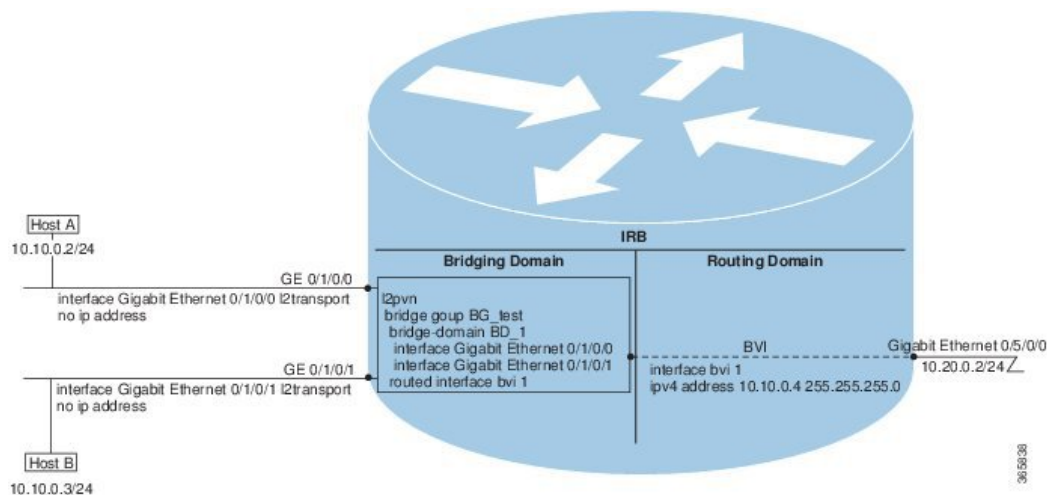 IRB
Bridging Domain
Routing Domain
Host A
10.10.0.2/24
GE 0/1/0/0
interface Gigabit Ethernet 0/1/0/0 l2transport
no ip address
l2pvn
bridge goup BG_test
bridge-domain BD_1
interface Gigabit Ethernet 0/1/0/0
interface Gigabit Ethernet 0/1/0/1
routed interface bvi 1
BVI
interface bvi 1
ipv4 address 10.10.0.4 255.255.255.0
Gigabit Ethernet 0/5/0/0
10.20.0.2/24
GE 0/1/0/1
interface Gigabit Ethernet 0/1/0/1 l2transport
no ip address
Host B
10.10.0.3/24
365838